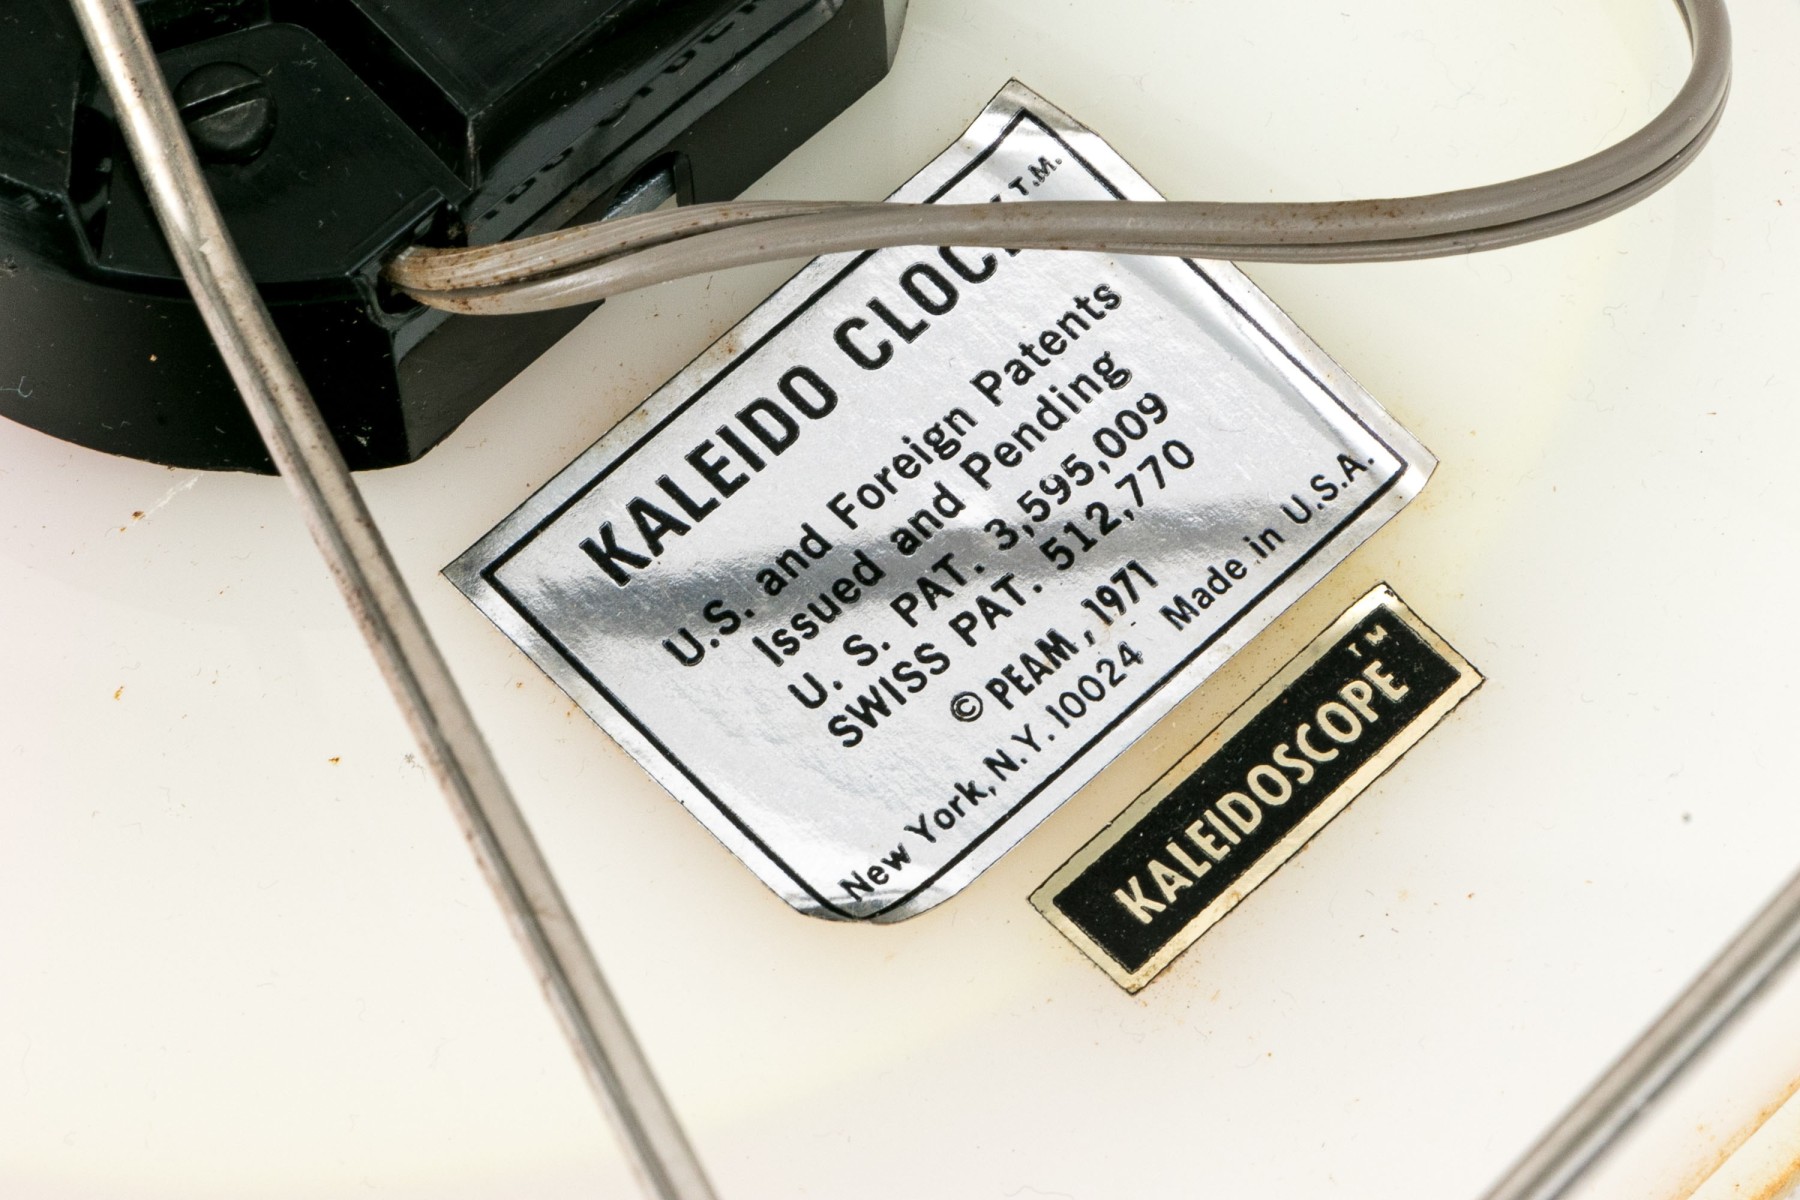 KALEIDO CLOCK T.M.
U.S. and Foreign Patents
Issued and Pending
U. S. PAT. 3,595,009
SWISS PAT. 512,770
© PEAM, 1971
New York, N.Y. 10024 Made in U.S.A.
KALEIDOSCOPE TM